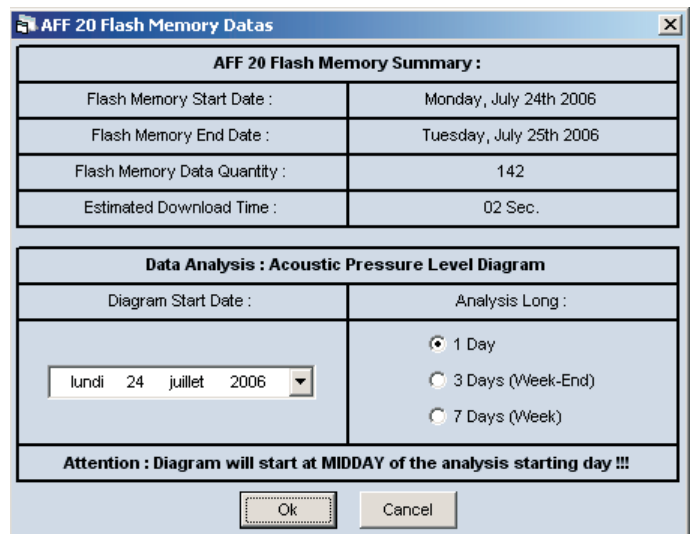 AFF 20 Flash Memory Datas
AFF 20 Flash Memory Summary :
Flash Memory Start Date : Monday, July 24th 2006
Flash Memory End Date : Tuesday, July 25th 2006
Flash Memory Data Quantity : 142
Estimated Download Time : 02 Sec.
Data Analysis : Acoustic Pressure Level Diagram
Diagram Start Date : Analysis Long :
1 Day
lundi 24 juillet 2006
3 Days (Week-End)
7 Days (Week)
Attention : Diagram will start at MIDDAY of the analysis starting day !!!
Ok Cancel